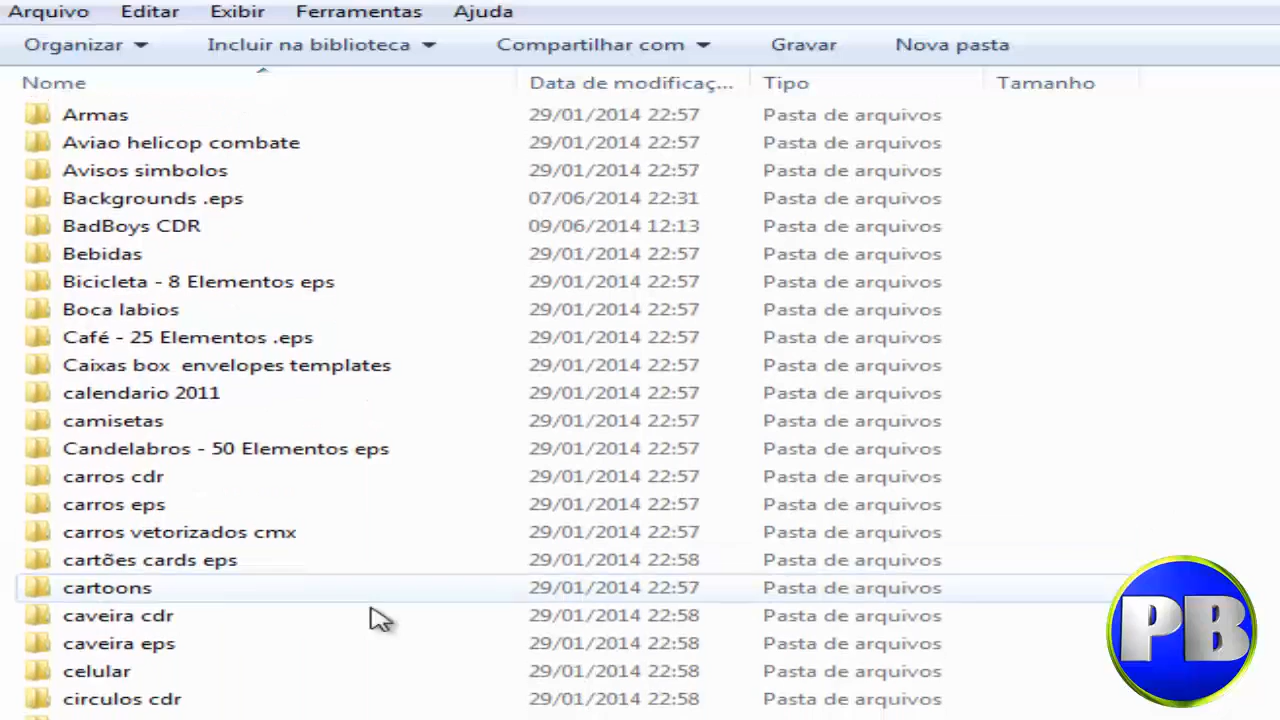 Arquivo Editar Exibir Ferramentas Ajuda
Organizar Incluir na biblioteca Compartilhar com Gravar Nova pasta
Nome Data de modificaç... Tipo Tamanho
Armas 29/01/2014 22:57 Pasta de arquivos
Aviao helicop combate 29/01/2014 22:57 Pasta de arquivos
Avisos simbolos 29/01/2014 22:57 Pasta de arquivos
Backgrounds .eps 07/06/2014 22:31 Pasta de arquivos
BadBoys CDR 09/06/2014 12:13 Pasta de arquivos
Bebidas 29/01/2014 22:57 Pasta de arquivos
Bicicleta - 8 Elementos eps 29/01/2014 22:57 Pasta de arquivos
Boca labios 29/01/2014 22:57 Pasta de arquivos
Café - 25 Elementos .eps 29/01/2014 22:57 Pasta de arquivos
Caixas box  envelopes templates 29/01/2014 22:57 Pasta de arquivos
calendario 2011 29/01/2014 22:57 Pasta de arquivos
camisetas 29/01/2014 22:57 Pasta de arquivos
Candelabros - 50 Elementos eps 29/01/2014 22:57 Pasta de arquivos
carros cdr 29/01/2014 22:57 Pasta de arquivos
carros eps 29/01/2014 22:57 Pasta de arquivos
carros vetorizados cmx 29/01/2014 22:57 Pasta de arquivos
cartões cards eps 29/01/2014 22:58 Pasta de arquivos
cartoons 29/01/2014 22:57 Pasta de arquivos
caveira cdr 29/01/2014 22:58 Pasta de arquivos
caveira eps 29/01/2014 22:58 Pasta de arquivos
celular 29/01/2014 22:58 Pasta de arquivos
circulos cdr 29/01/2014 22:58 Pasta de arquivos
PB